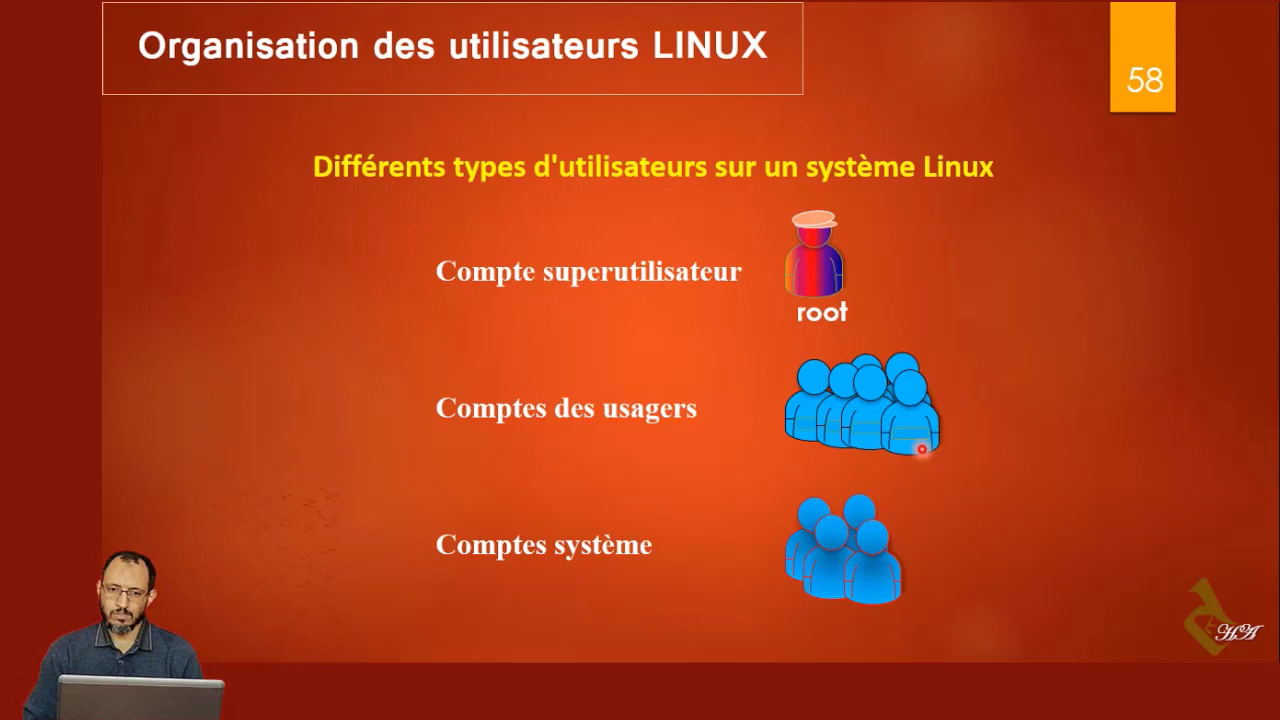 Organisation des utilisateurs LINUX
58
Différents types d'utilisateurs sur un système Linux
Compte superutilisateur
root
Comptes des usagers
Comptes système
HA